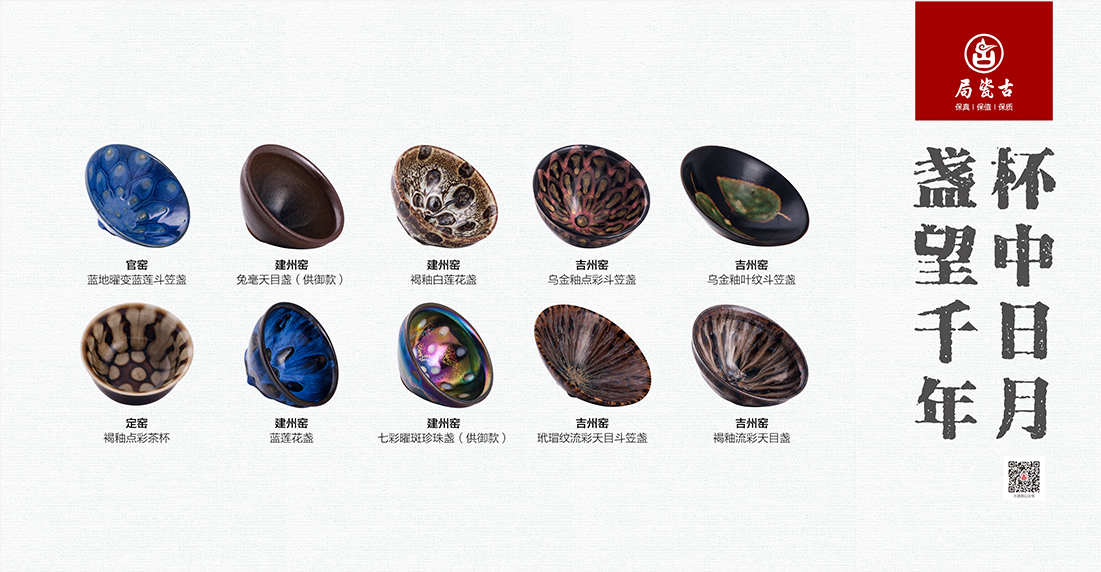 古瓷局
保真 | 保值 | 保质
杯中日月
盏望千年
官窑
蓝地曜变蓝莲斗笠盏
建州窑
兔毫天目盏（供御款）
建州窑
褐釉白莲花盏
吉州窑
乌金釉点彩斗笠盏
吉州窑
乌金釉叶纹斗笠盏
定窑
褐釉点彩茶杯
建州窑
蓝莲花盏
建州窑
七彩曜斑珍珠盏（供御款）
吉州窑
玳瑁纹流彩天目斗笠盏
吉州窑
褐釉流彩天目盏